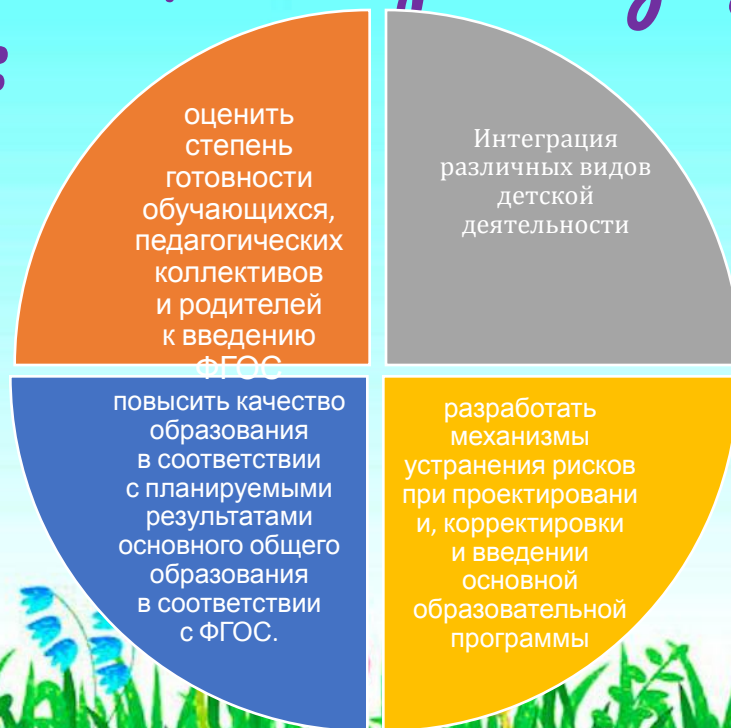 оценить
степень
готовности
обучающихся,
педагогических
коллективов
и родителей
к введению
ФГОС
Интеграция
различных видов
детской
деятельности
повысить качество
образования
в соответствии
с планируемыми
результатами
основного общего
образования
в соответствии
с ФГОС.
разработать
механизмы
устранения рисков
при проектировани
и, корректировки
и введении
основной
образовательной
программы